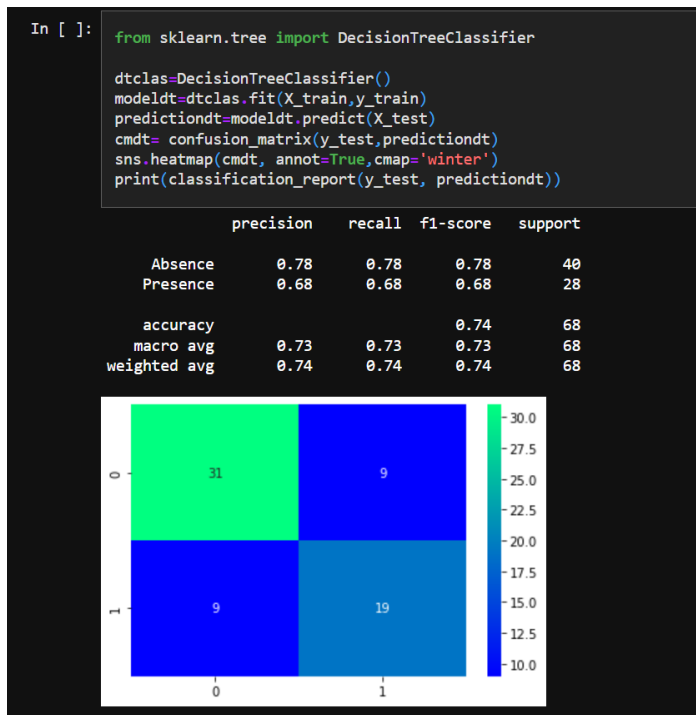 In [ ]:
from sklearn.tree import DecisionTreeClassifier
dtclas=DecisionTreeClassifier()
modeldt=dtclas.fit(X_train,y_train)
predictiondt=modeldt.predict(X_test)
cmdt= confusion_matrix(y_test,predictiondt)
sns.heatmap(cmdt, annot=True,cmap='winter')
print(classification_report(y_test, predictiondt))
precision recall f1-score support
Absence 0.78 0.78 0.78 40
Presence 0.68 0.68 0.68 28
accuracy 0.74 68
macro avg 0.73 0.73 0.73 68
weighted avg 0.74 0.74 0.74 68
30.0
27.5
0 31 9
25.0
22.5
20.0
17.5
15.0
1 9 19
12.5
10.0
0 1